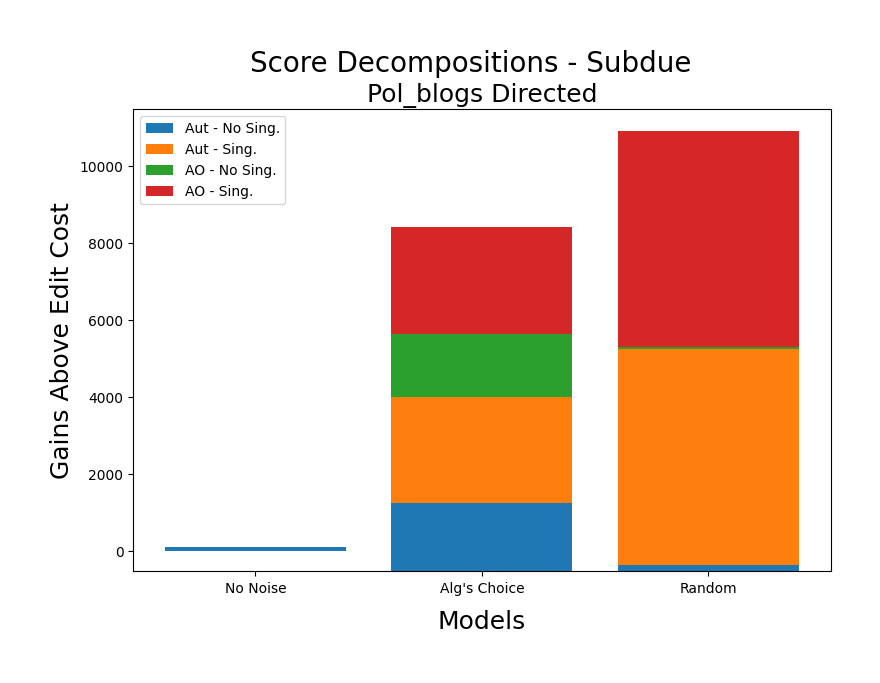 Score Decompositions - Subdue
Pol_blogs Directed
Aut - No Sing.
Aut - Sing.
AO - No Sing.
AO - Sing.
Gains Above Edit Cost
10000
8000
6000
4000
2000
0
No Noise
Alg's Choice
Random
Models